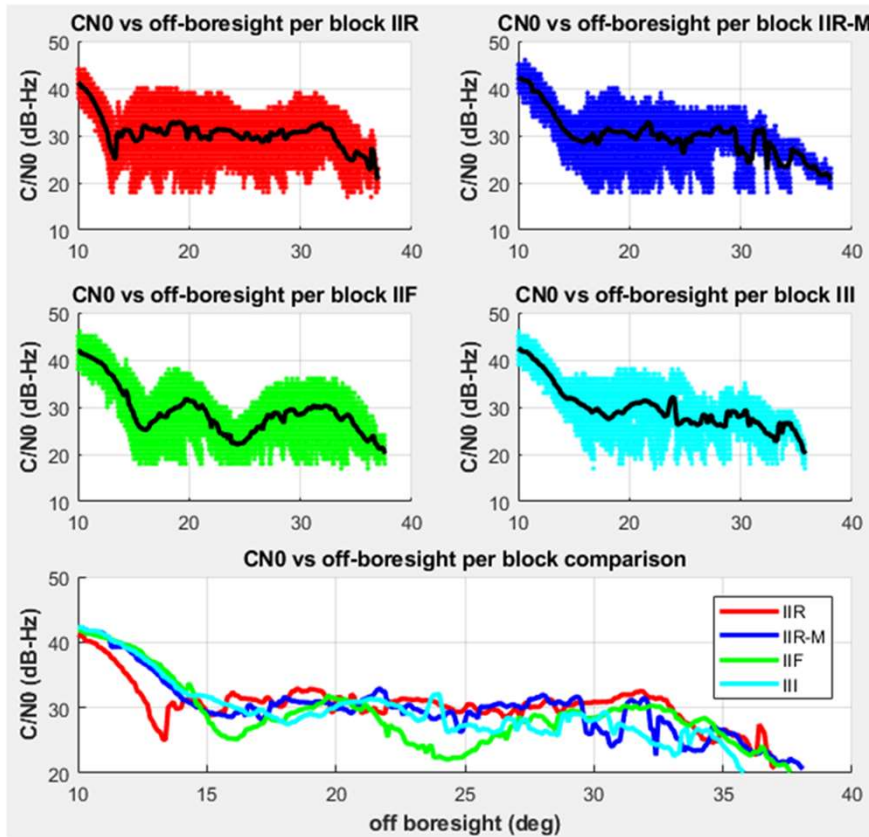 CN0 vs off-boresight per block IIR
CN0 vs off-boresight per block IIR-M
50
40
30
20
10
C/N0 (dB-Hz)
10 20 30 40
50
40
30
20
10
C/N0 (dB-Hz)
10 20 30 40
CN0 vs off-boresight per block IIF
CN0 vs off-boresight per block III
50
40
30
20
10
C/N0 (dB-Hz)
10 20 30 40
50
40
30
20
10
C/N0 (dB-Hz)
10 20 30 40
CN0 vs off-boresight per block comparison
50
40
30
20
C/N0 (dB-Hz)
IIR
IIR-M
IIF
III
10 15 20 25 30 35 40
off boresight (deg)